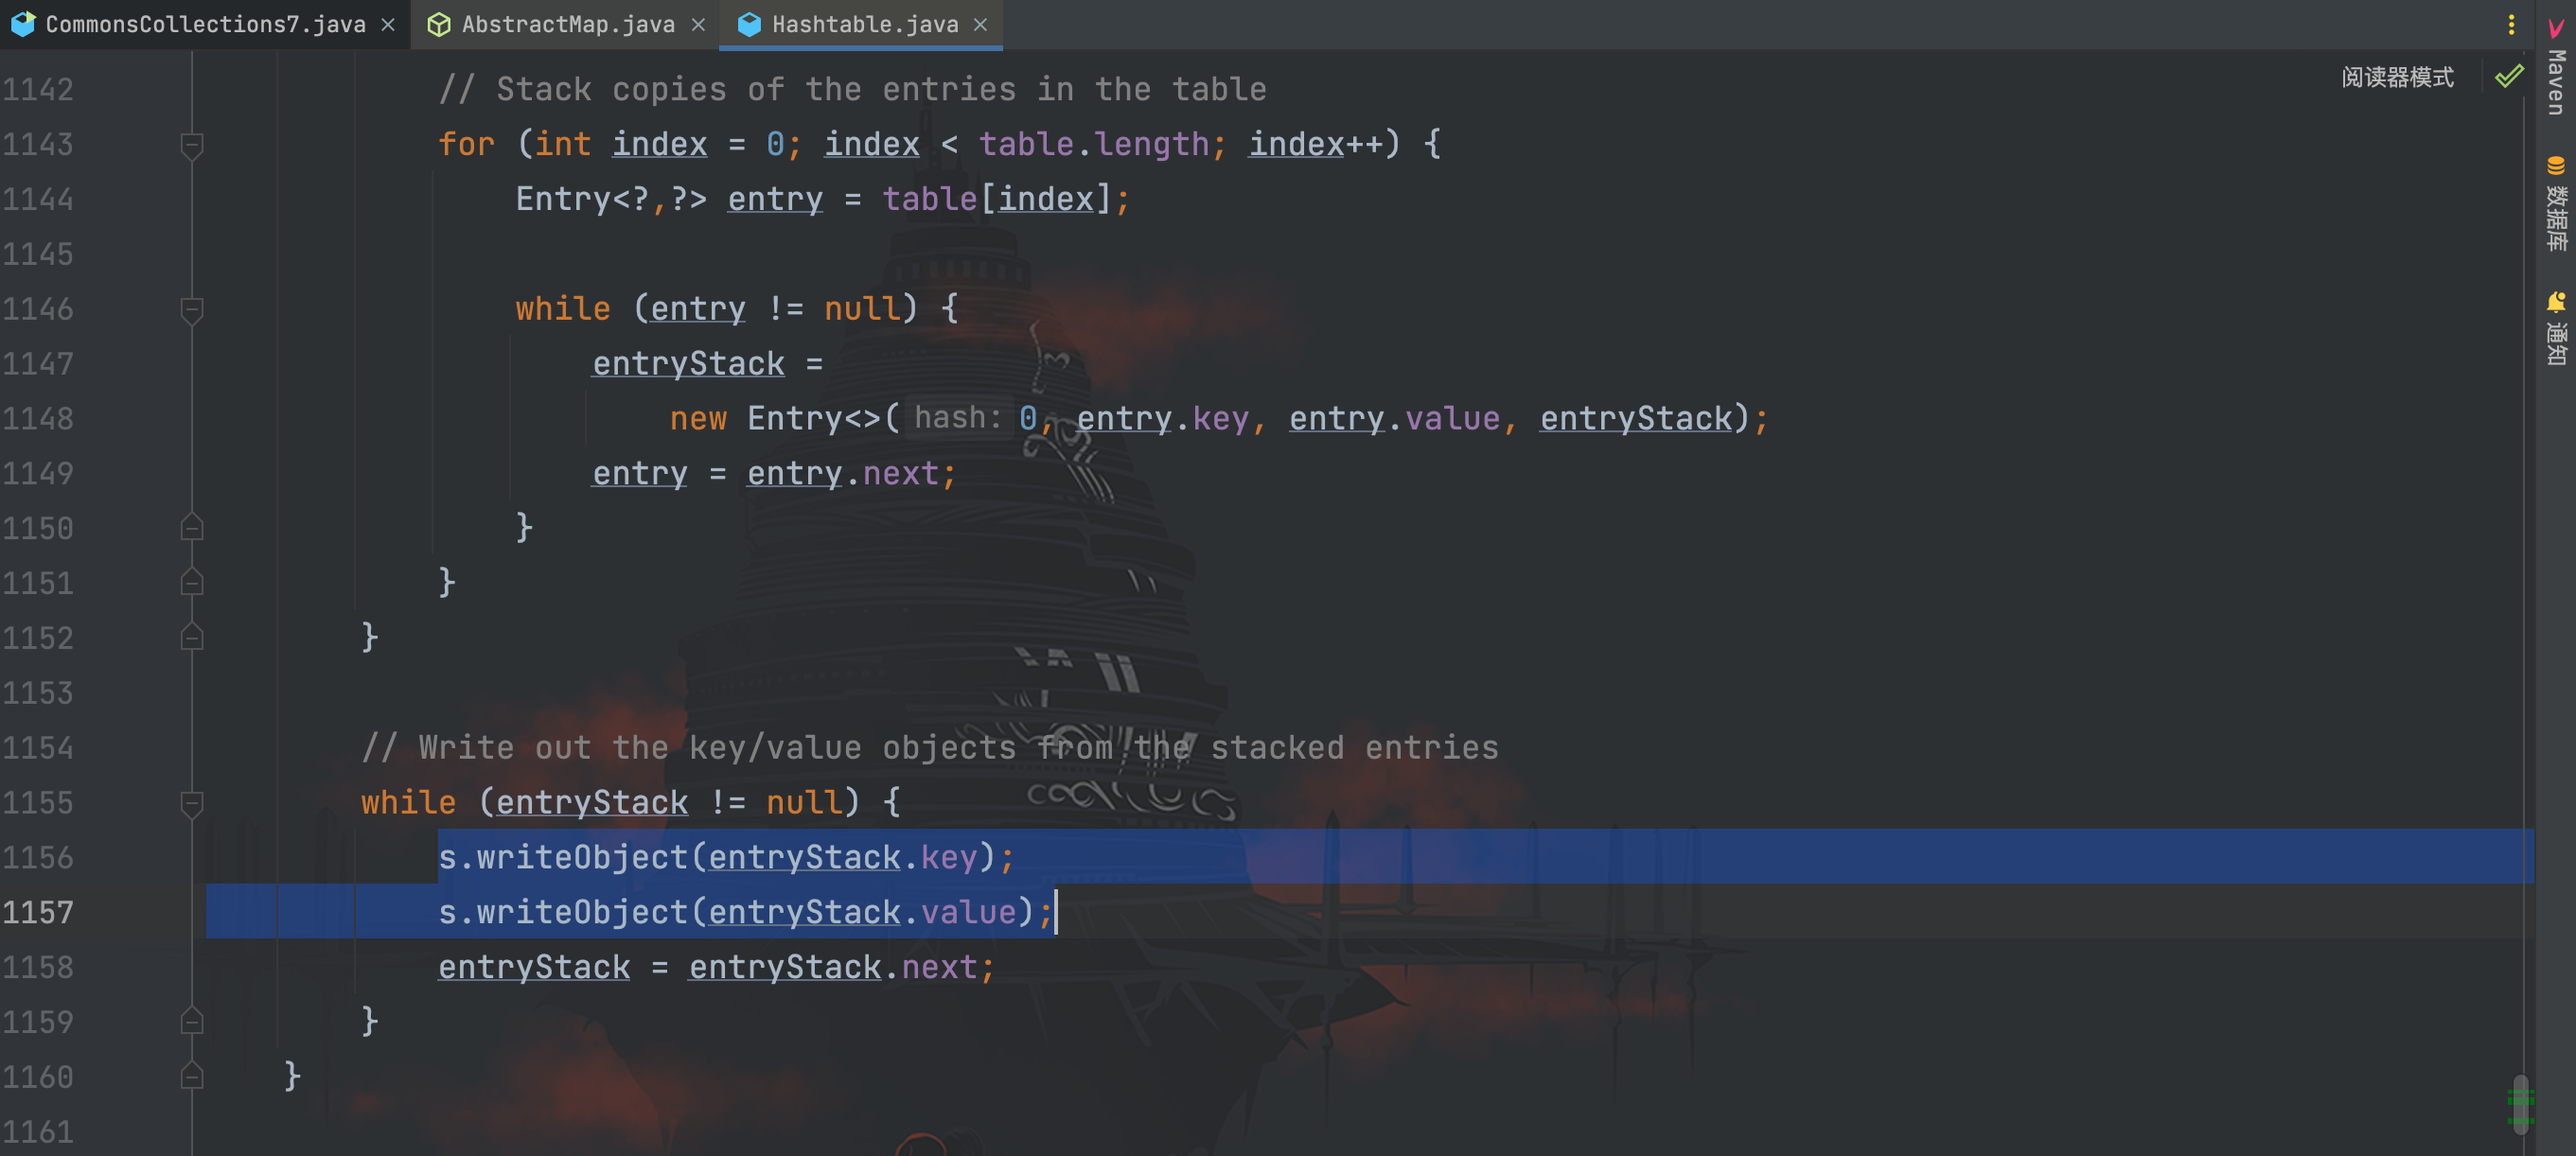 CommonsCollections7.java AbstractMap.java Hashtable.java
阅读器模式
Maven
数据库
通知
1142 // Stack copies of the entries in the table
1143 for (int index = 0; index < table.length; index++) {
1144 Entry<?,?> entry = table[index];
1145
1146 while (entry != null) {
1147 entryStack =
1148 new Entry<>( hash: 0, entry.key, entry.value, entryStack);
1149 entry = entry.next;
1150 }
1151 }
1152 }
1153
1154 // Write out the key/value objects from the stacked entries
1155 while (entryStack != null) {
1156 s.writeObject(entryStack.key);
1157 s.writeObject(entryStack.value);
1158 entryStack = entryStack.next;
1159 }
1160 }
1161